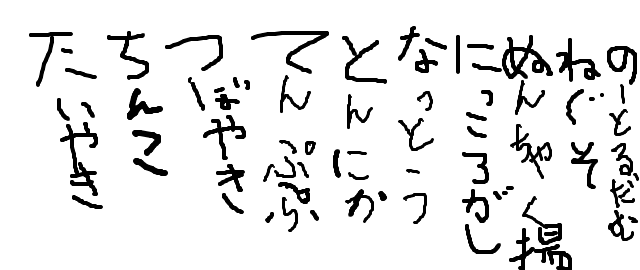 のーとるだむ
ねぐそ
ぬんちゃく揚
にっころがし
なっとう
とんにか
てんぷぷ
つぼやき
ちんこ
たいやき